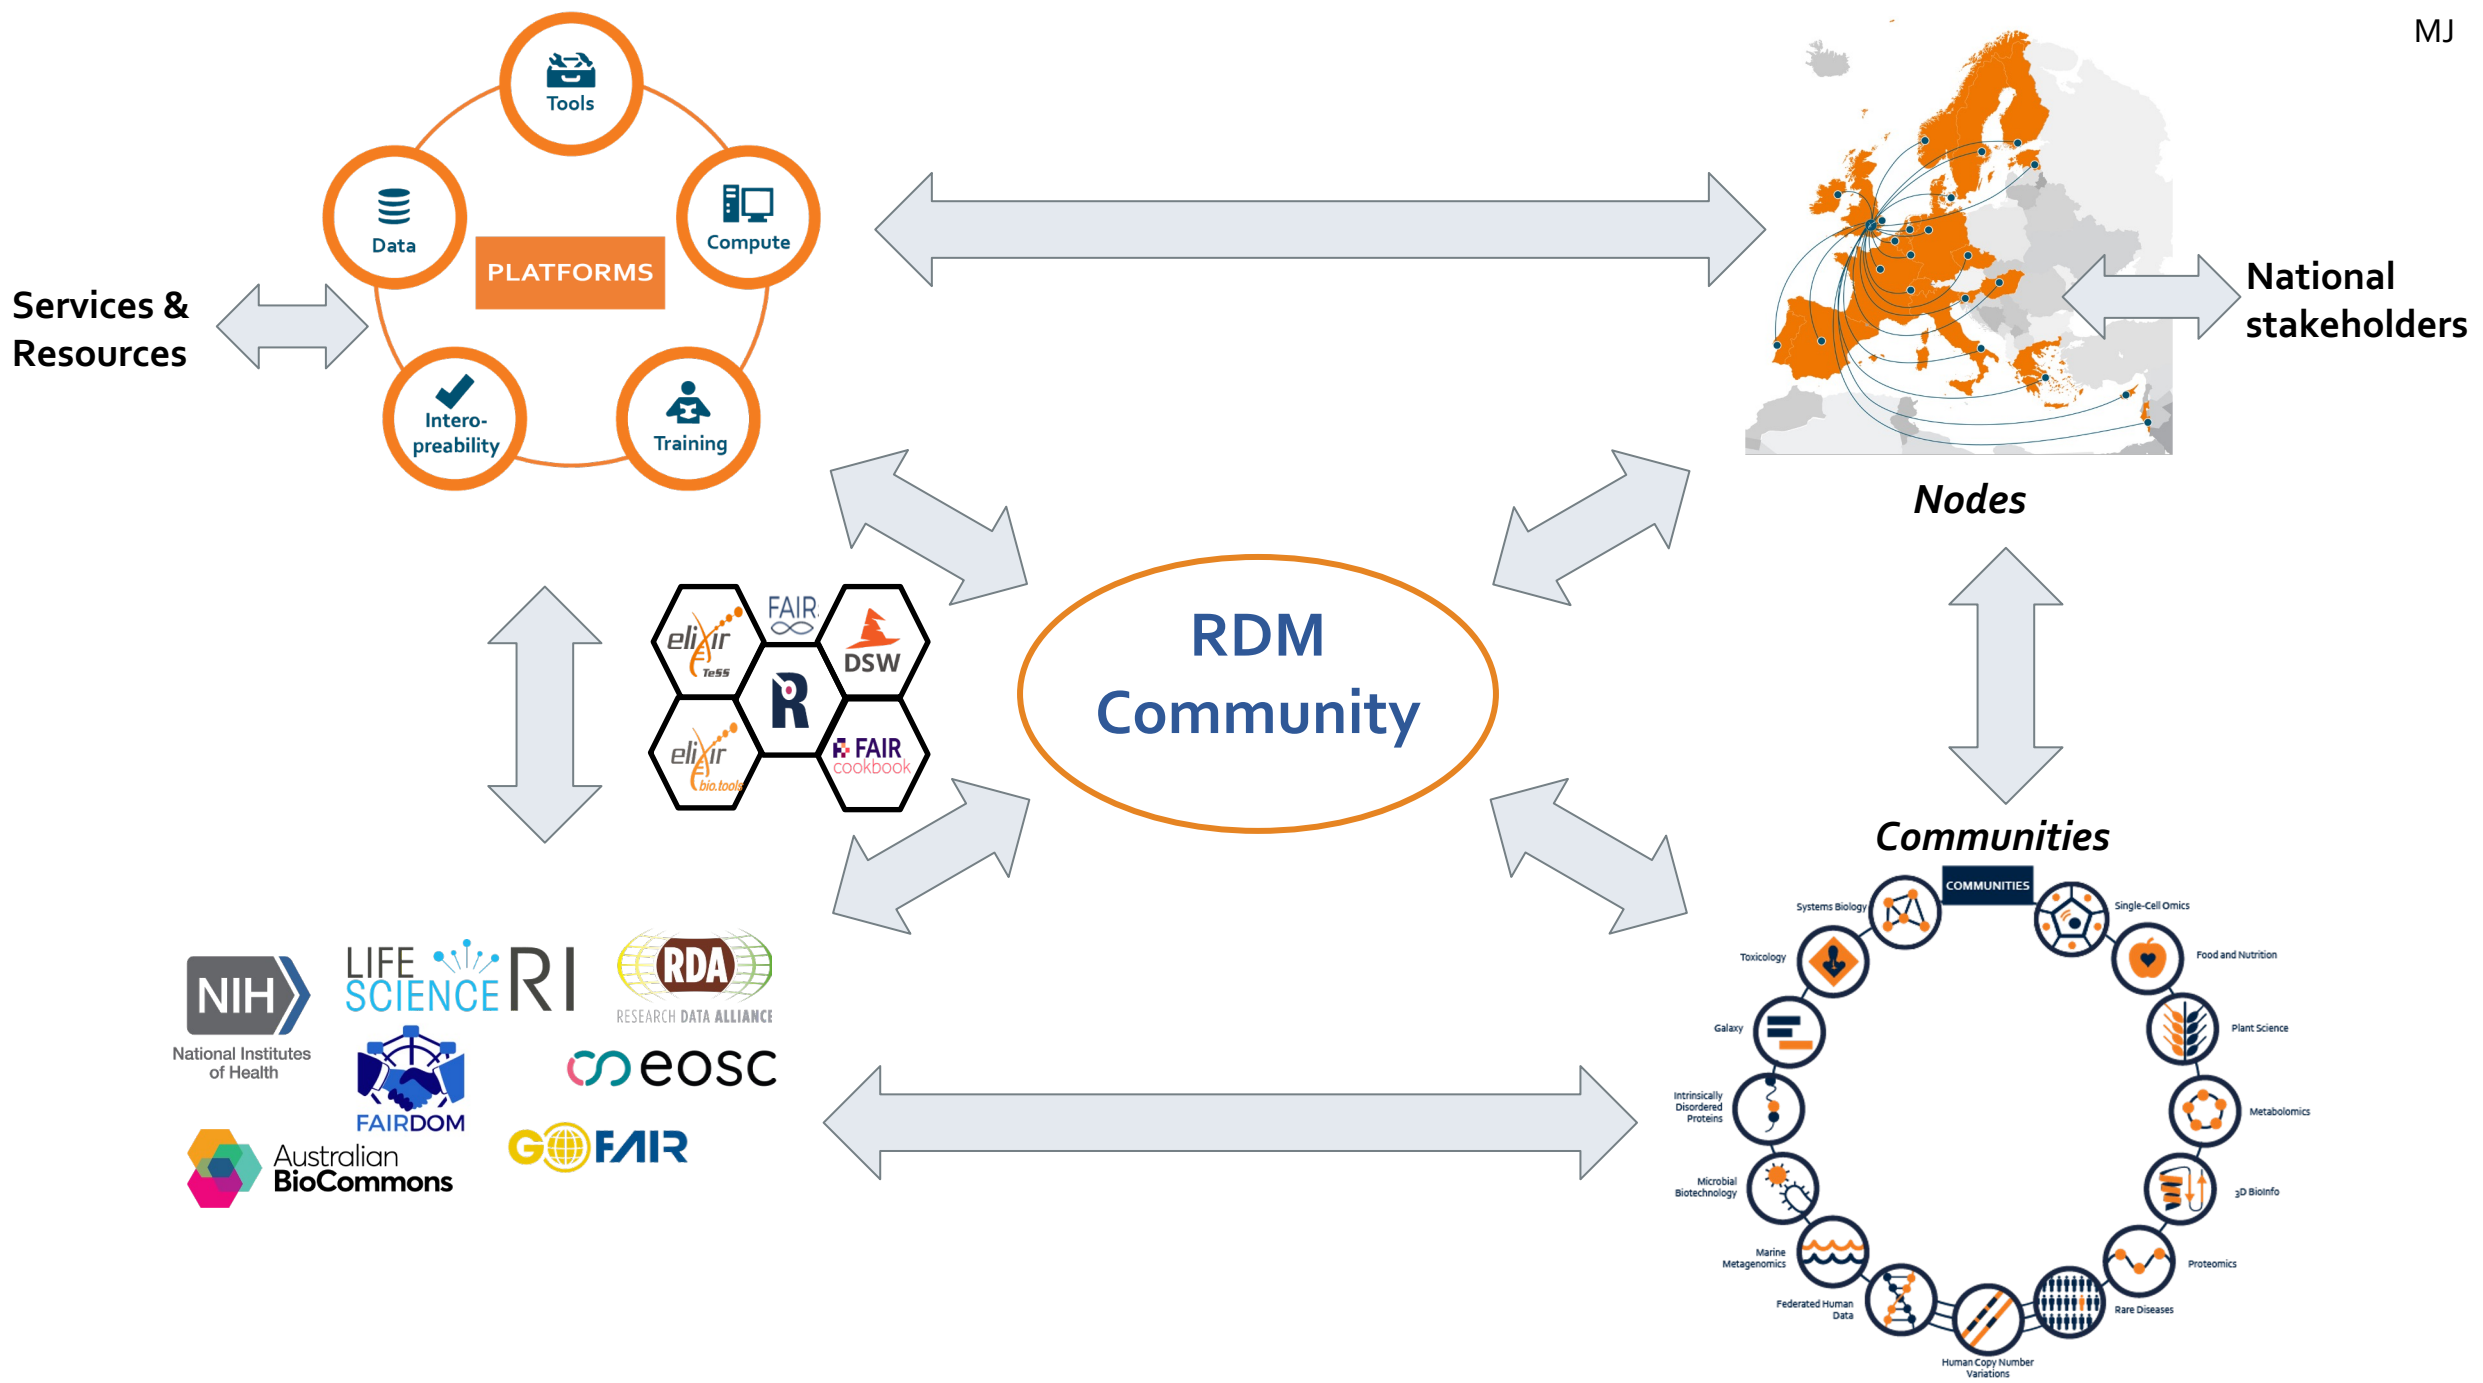 MJ
Tools
Data
Compute
PLATFORMS
Intero-
preability
Training
Services &
Resources
National
stakeholders
Nodes
elixir
TeSS
FAIR
DSW
R
elixir
bio.tools
FAIR
cookbook
RDM
Community
Communities
COMMUNITIES
Systems Biology
Single-Cell Omics
Toxicology
Food and Nutrition
Galaxy
Plant Science
Intrinsically
Disordered
Proteins
Metabolomics
Microbial
Biotechnology
3D BioInfo
Marine
Metagenomics
Proteomics
Federated Human
Data
Rare Diseases
Human Copy Number
Variations
NIH
National Institutes
of Health
LIFE
SCIENCE RI
RDA
RESEARCH DATA ALLIANCE
FAIRDOM
eosc
Australian
BioCommons
GOFAIR